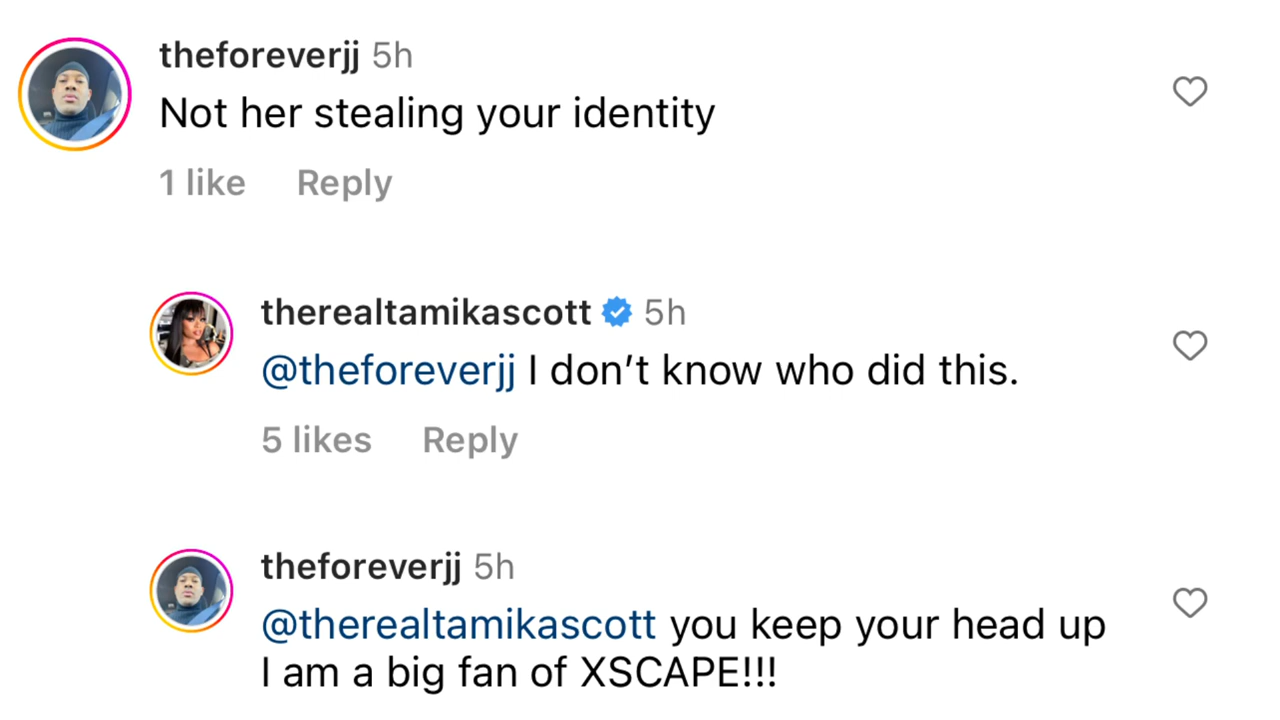 theforeverjj 5h
Not her stealing your identity
1 like Reply
therealtamikascott 5h
@theforeverjj I don’t know who did this.
5 likes Reply
theforeverjj 5h
@therealtamikascott you keep your head up
I am a big fan of XSCAPE!!!